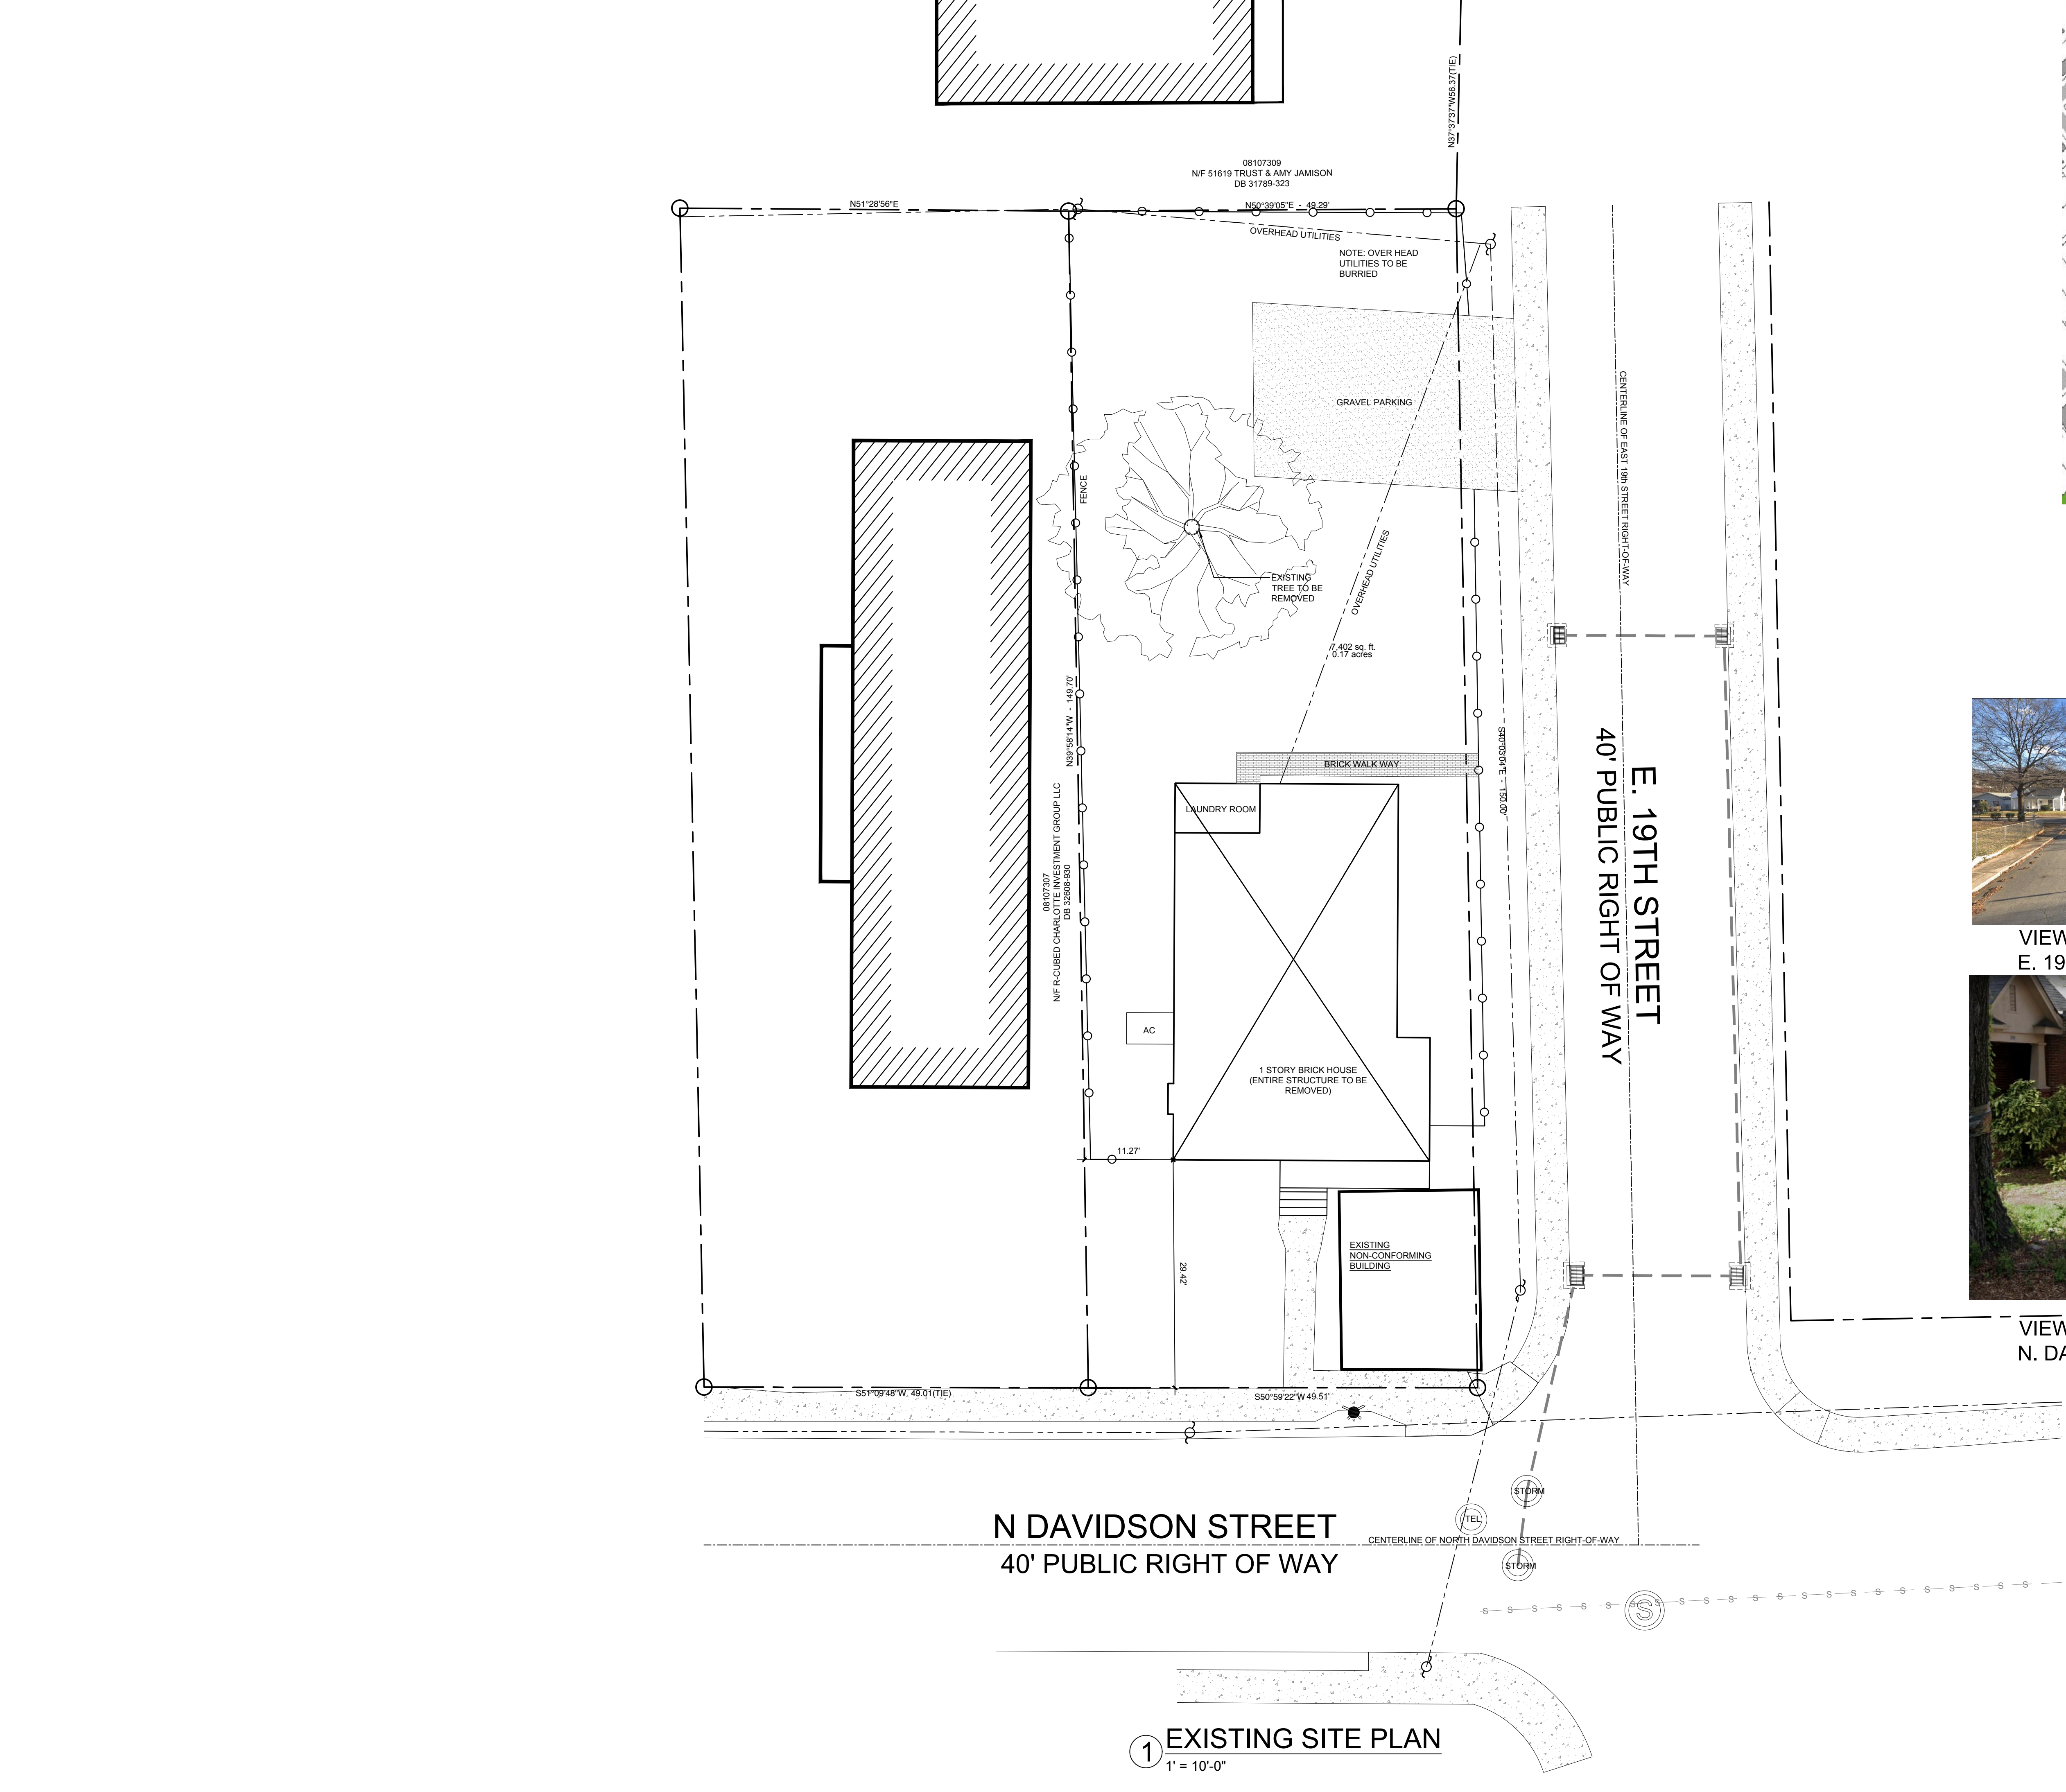 N37°37'37"W56.37(TIE)
08107309
N/F 51619 TRUST & AMY JAMISON
DB 31789-323
N51°28'56"E
N50°39'05"E - 49.29'
OVERHEAD UTILITIES
NOTE: OVER HEAD
UTILITIES TO BE
BURRIED
GRAVEL PARKING
CENTERLINE OF EAST 19th STREET RIGHT-OF-WAY
FENCE
OVERHEAD UTILITIES
EXISTING
TREE TO BE
REMOVED
7,402 sq. ft.
0.17 acres
N39°58'14"W - 149.70'
S40°03'04"E - 150.00'
BRICK WALK WAY
LAUNDRY ROOM
E. 19TH STREET
40' PUBLIC RIGHT OF WAY
08107307
N/F R-CUBED CHARLOTTE INVESTMENT GROUP LLC
DB 32608-930
AC
1 STORY BRICK HOUSE
(ENTIRE STRUCTURE TO BE
REMOVED)
11.27'
29.42'
EXISTING
NON-CONFORMING
BUILDING
VIEW
E. 19
VIEW
N. DA
S51°09'48"W, 49.01(TIE)
S50°59'22"W 49.51'
STORM
TEL
N DAVIDSON STREET
CENTERLINE OF NORTH DAVIDSON STREET RIGHT-OF-WAY
40' PUBLIC RIGHT OF WAY
STORM
S S S S S S S S S S S S S S S S S S S S S S S
S
1 EXISTING SITE PLAN
1' = 10'-0"